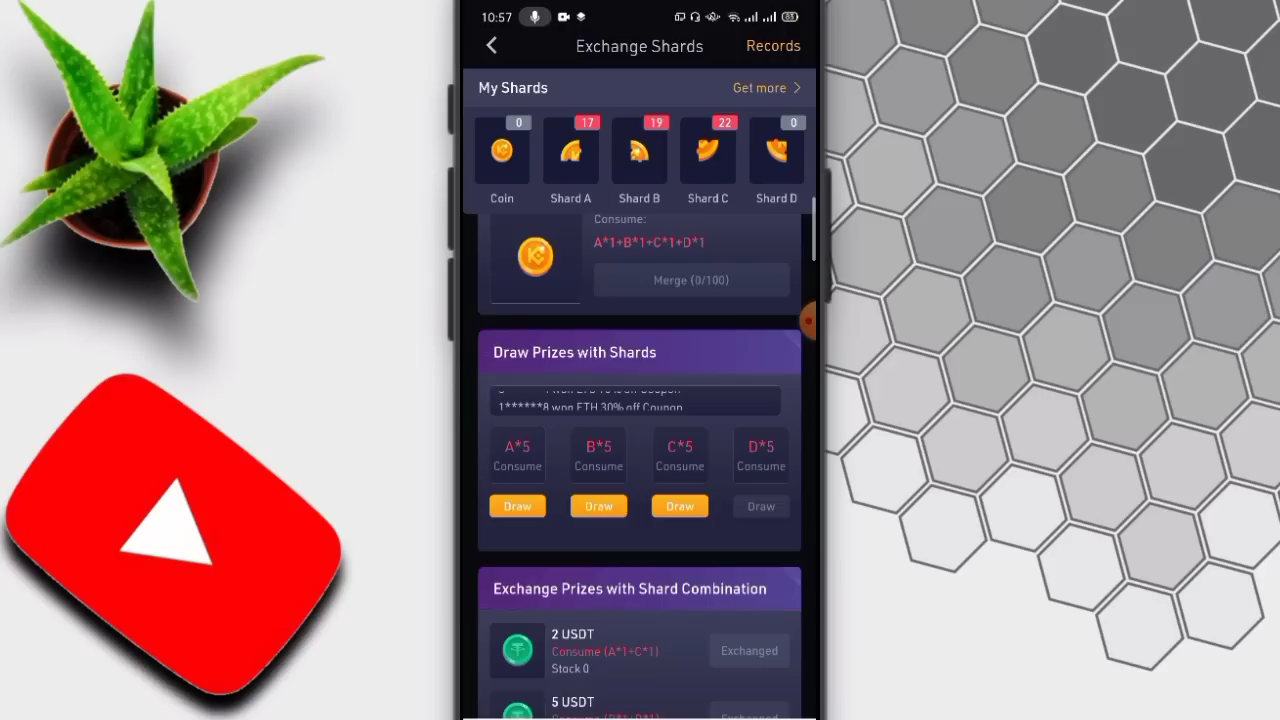 10:57
83
Exchange Shards
Records
My Shards
Get more
0
17
19
22
0
Coin
Shard A
Shard B
Shard C
Shard D
Consume:
A*1+B*1+C*1+D*1
Merge (0/100)
Draw Prizes with Shards
1******8 won ETH 30% off Coupon
A*5
B*5
C*5
D*5
Consume
Consume
Consume
Consume
Draw
Draw
Draw
Draw
Exchange Prizes with Shard Combination
2 USDT
Consume (A*1+C*1)
Exchanged
Stock 0
5 USDT